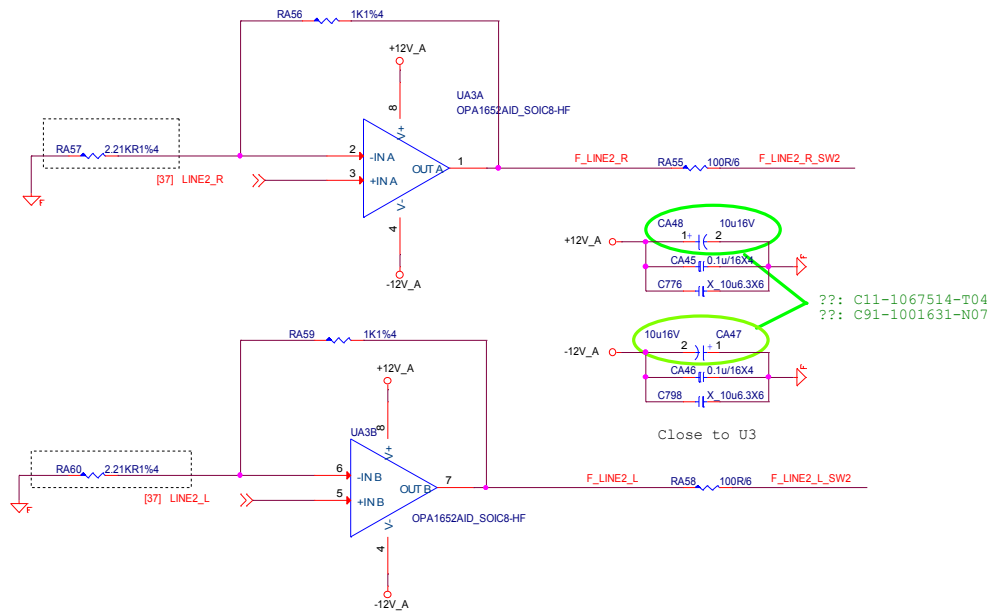 RA56 1K1%4
+12V_A
UA3A
OPA1652AID_SOIC8-HF
8
V+
RA57 2.21KR1%4
2 -IN A
OUT A 1
F_LINE2_R RA55 100R/6 F_LINE2_R_SW2
[37] LINE2_R
3 +IN A
F
V-
4
CA48 10u16V
1+ 2
+12V_A
F
CA45 0.1u/16X4
-12V_A
C776 X_10u6.3X6
??: C11-1067514-T04
??: C91-1001631-N07
RA59 1K1%4
10u16V CA47
2 +1
-12V_A
F
CA46 0.1u/16X4
+12V_A
C798 X_10u6.3X6
Close to U3
UA3B
8
V+
RA60 2.21KR1%4
6 -IN B
OUT B 7
F_LINE2_L RA58 100R/6 F_LINE2_L_SW2
[37] LINE2_L
5 +IN B
F
OPA1652AID_SOIC8-HF
V-
4
-12V_A